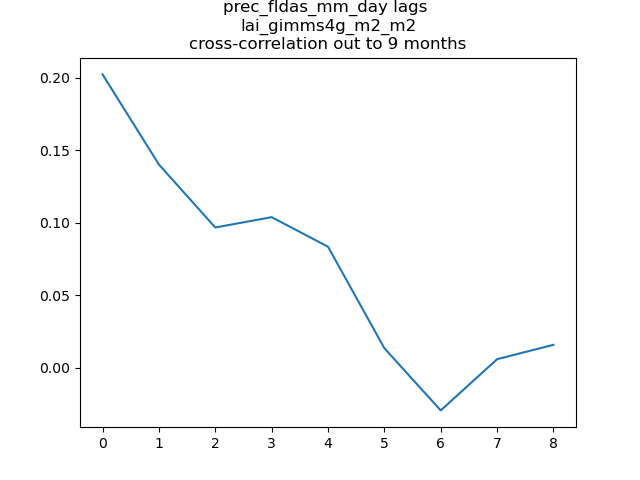 prec_fldas_mm_day lags
lai_gimms4g_m2_m2
cross-correlation out to 9 months
0.20
0.15
0.10
0.05
0.00
0 1 2 3 4 5 6 7 8